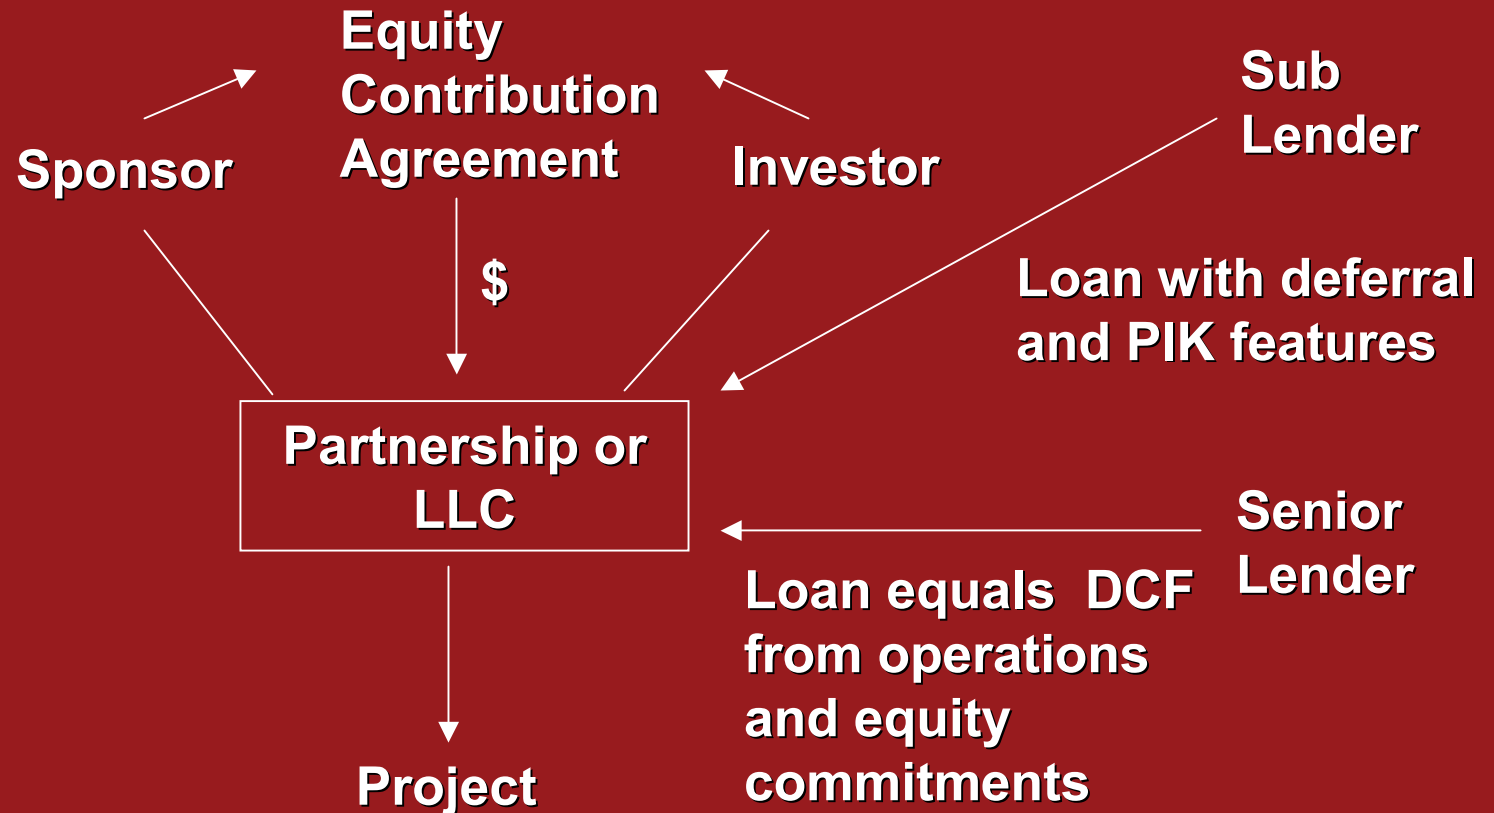 Equity
Contribution
Agreement
Sponsor
Investor
Sub
Lender
$
Loan with deferral
and PIK features
Partnership or
LLC
Senior
Lender
Loan equals  DCF
from operations
and equity
commitments
Project